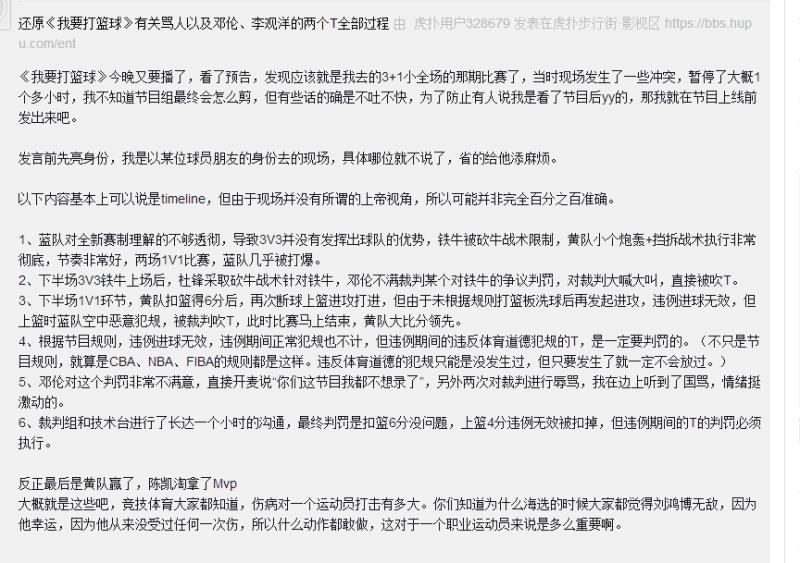 还原《我要打篮球》有关骂人以及邓伦、李观洋的两个T全部过程 由 虎扑用户328679 发表在虎扑步行街·影视区 https://bbs.hup
u.com/ent
《我要打篮球》今晚又要播了，看了预告，发现应该就是我去的3+1小全场的那期比赛了，当时现场发生了一些冲突，暂停了大概1
个多小时，我不知道节目组最终会怎么剪，但有些话的确是不吐不快，为了防止有人说我是看了节目后yy的，那我就在节目上线前
发出来吧。
发言前先亮身份，我是以某位球员朋友的身份去的现场，具体哪位就不说了，省的给他添麻烦。
以下内容基本上可以说是timeline，但由于现场并没有所谓的上帝视角，所以可能并非完全百分之百准确。
1、蓝队对全新赛制理解的不够透彻，导致3V3并没有发挥出球队的优势，铁牛被砍牛战术限制，黄队小个炮轰+挡拆战术执行非常
彻底，节奏非常好，两场1V1比赛，蓝队几乎被打爆。
2、下半场3V3铁牛上场后，杜锋采取砍牛战术针对铁牛，邓伦不满裁判某个对铁牛的争议判罚，对裁判大喊大叫，直接被吹T。
3、下半场1V1环节，黄队扣篮得6分后，再次断球上篮进攻打进，但由于未根据规则打篮板洗球后再发起进攻，违例进球无效，但
上篮时蓝队空中恶意犯规，被裁判吹T，此时比赛马上结束，黄队大比分领先。
4、根据节目规则，违例进球无效，违例期间正常犯规也不计，但违例期间的违反体育道德犯规的T，是一定要判罚的。（不只是节
目规则，就算是CBA、NBA、FIBA的规则都是这样。违反体育道德的犯规只能是没发生过，但只要发生了就一定不会放过。）
5、邓伦对这个判罚非常不满意，直接开麦说“你们这节目我都不想录了”，另外两次对裁判进行辱骂，我在边上听到了国骂，情绪挺
激动的。
6、裁判组和技术台进行了长达一个小时的沟通，最终判罚是扣篮6分没问题，上篮4分违例无效被扣掉，但违例期间的T的判罚必须
执行。
反正最后是黄队赢了，陈凯淘拿了Mvp
大概就是这些吧，竞技体育大家都知道，伤病对一个运动员打击有多大。你们知道为什么海选的时候大家都觉得刘鸿博无敌，因为
他幸运，因为他从来没受过任何一次伤，所以什么动作都敢做，这对于一个职业运动员来说是多么重要啊。